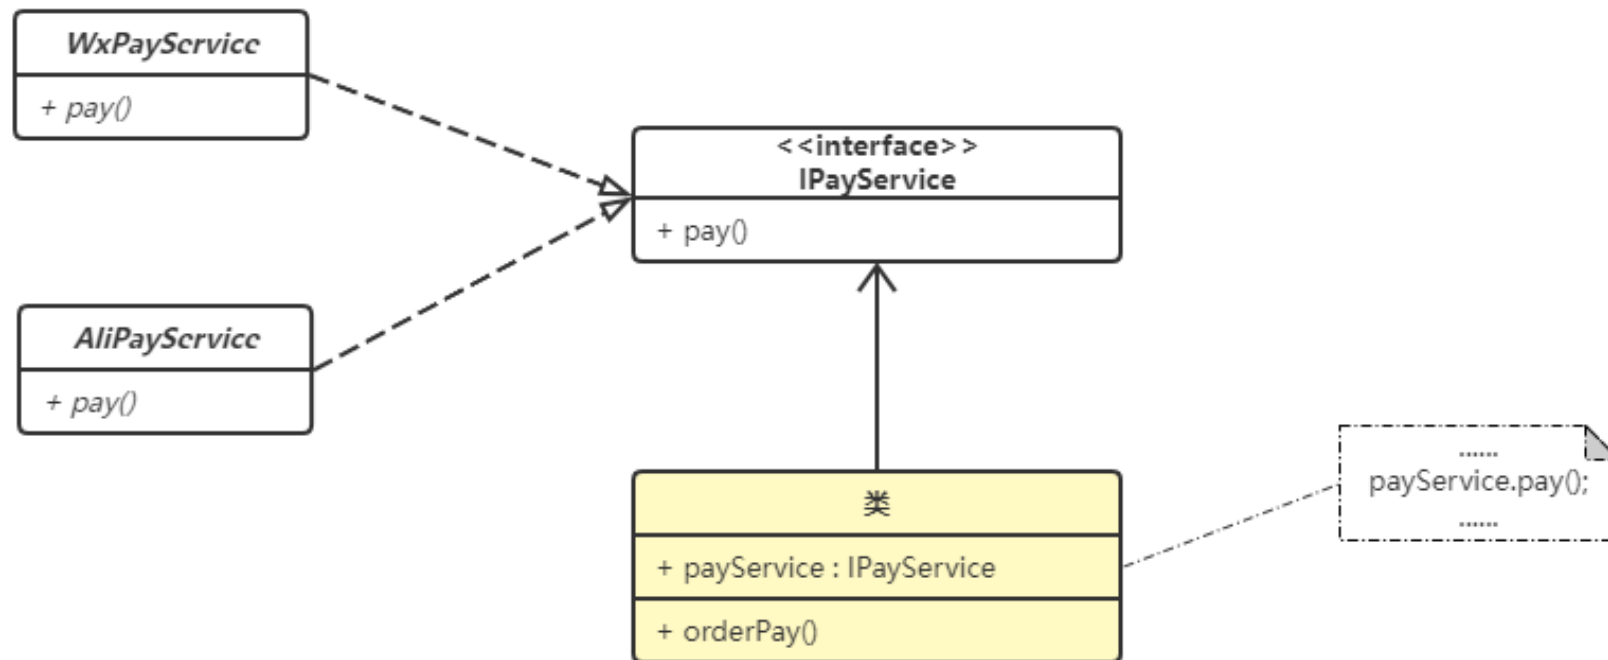 WxPayService
+ pay()
<<interface>>
IPayService
+ pay()
AliPayService
+ pay()
类
+ payService : IPayService
+ orderPay()
......
payService.pay();
......